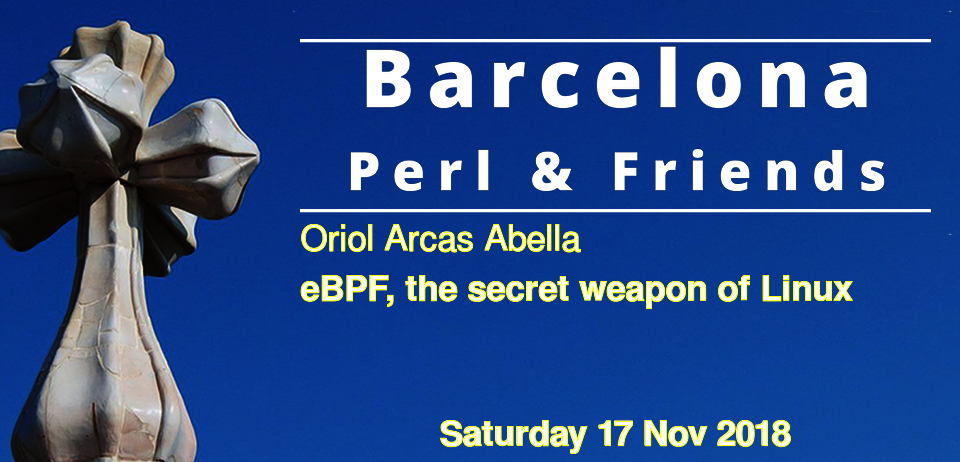 Barcelona
Perl & Friends
Oriol Arcas Abella
eBPF, the secret weapon of Linux
Saturday 17 Nov 2018